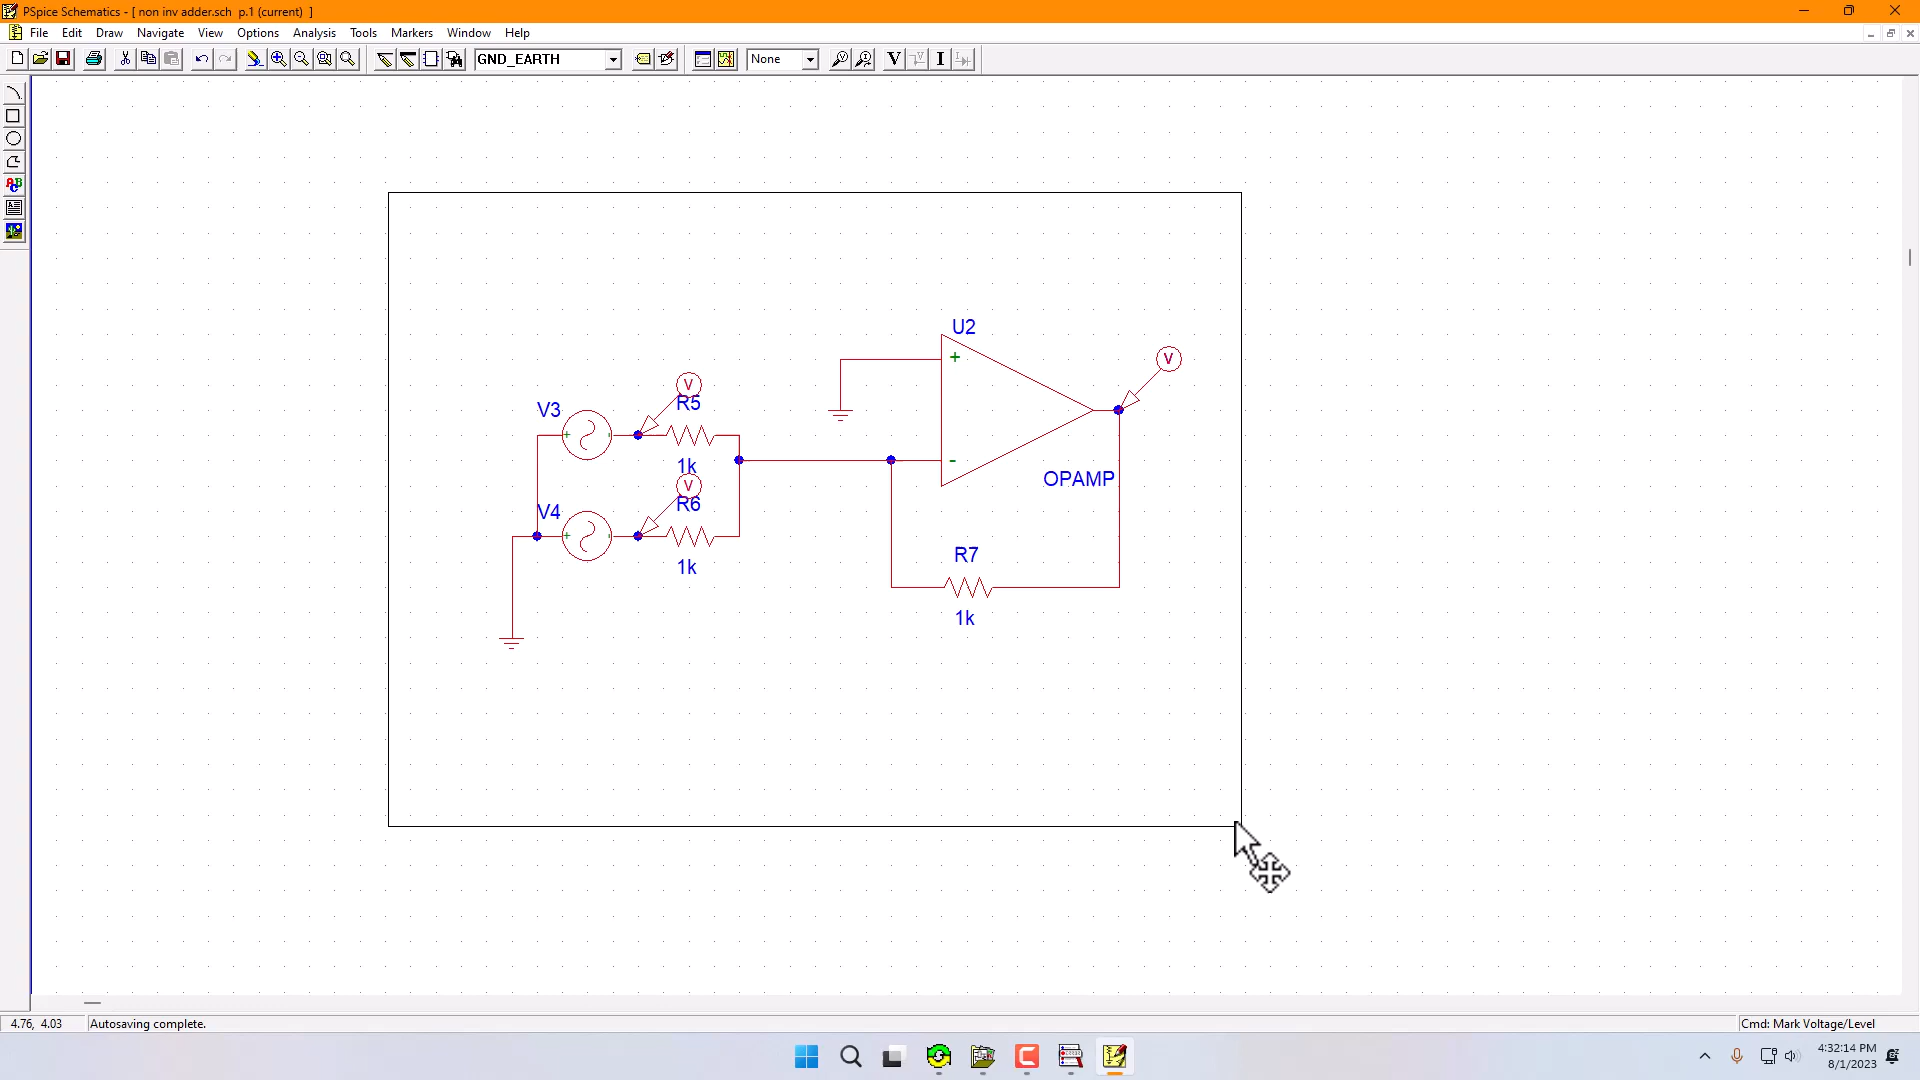 PSpice Schematics - [ non inv adder.sch  p.1 (current)  ]
File Edit Draw Navigate View Options Analysis Tools Markers Window Help
GND_EARTH None V I
ABC
U2
+
V
V
R5
V3
+
1k
-
V
R6
OPAMP
V4
+
R7
1k
1k
4.76, 4.03 Autosaving complete. Cmd: Mark Voltage/Level
4:32:14 PM
8/1/2023